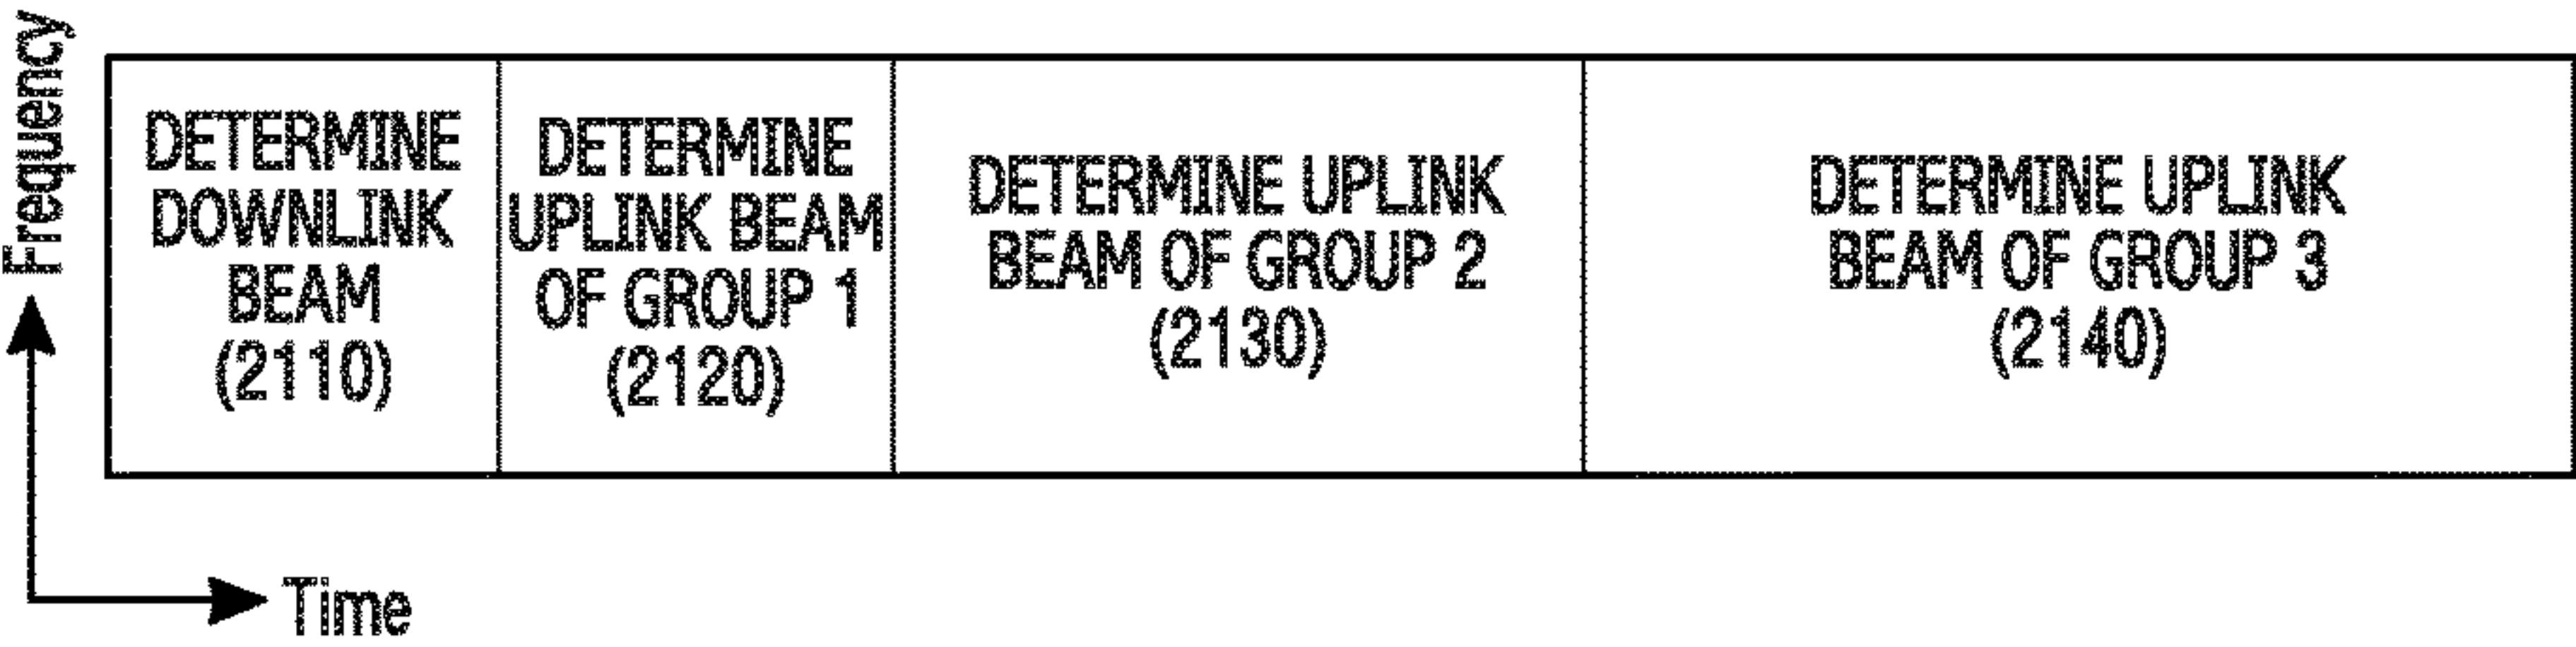 Frequency
DETERMINE
DOWNLINK
BEAM
(2110)
DETERMINE
UPLINK BEAM
OF GROUP 1
(2120)
DETERMINE UPLINK
BEAM OF GROUP 2
(2130)
DETERMINE UPLINK
BEAM OF GROUP 3
(2140)
Time